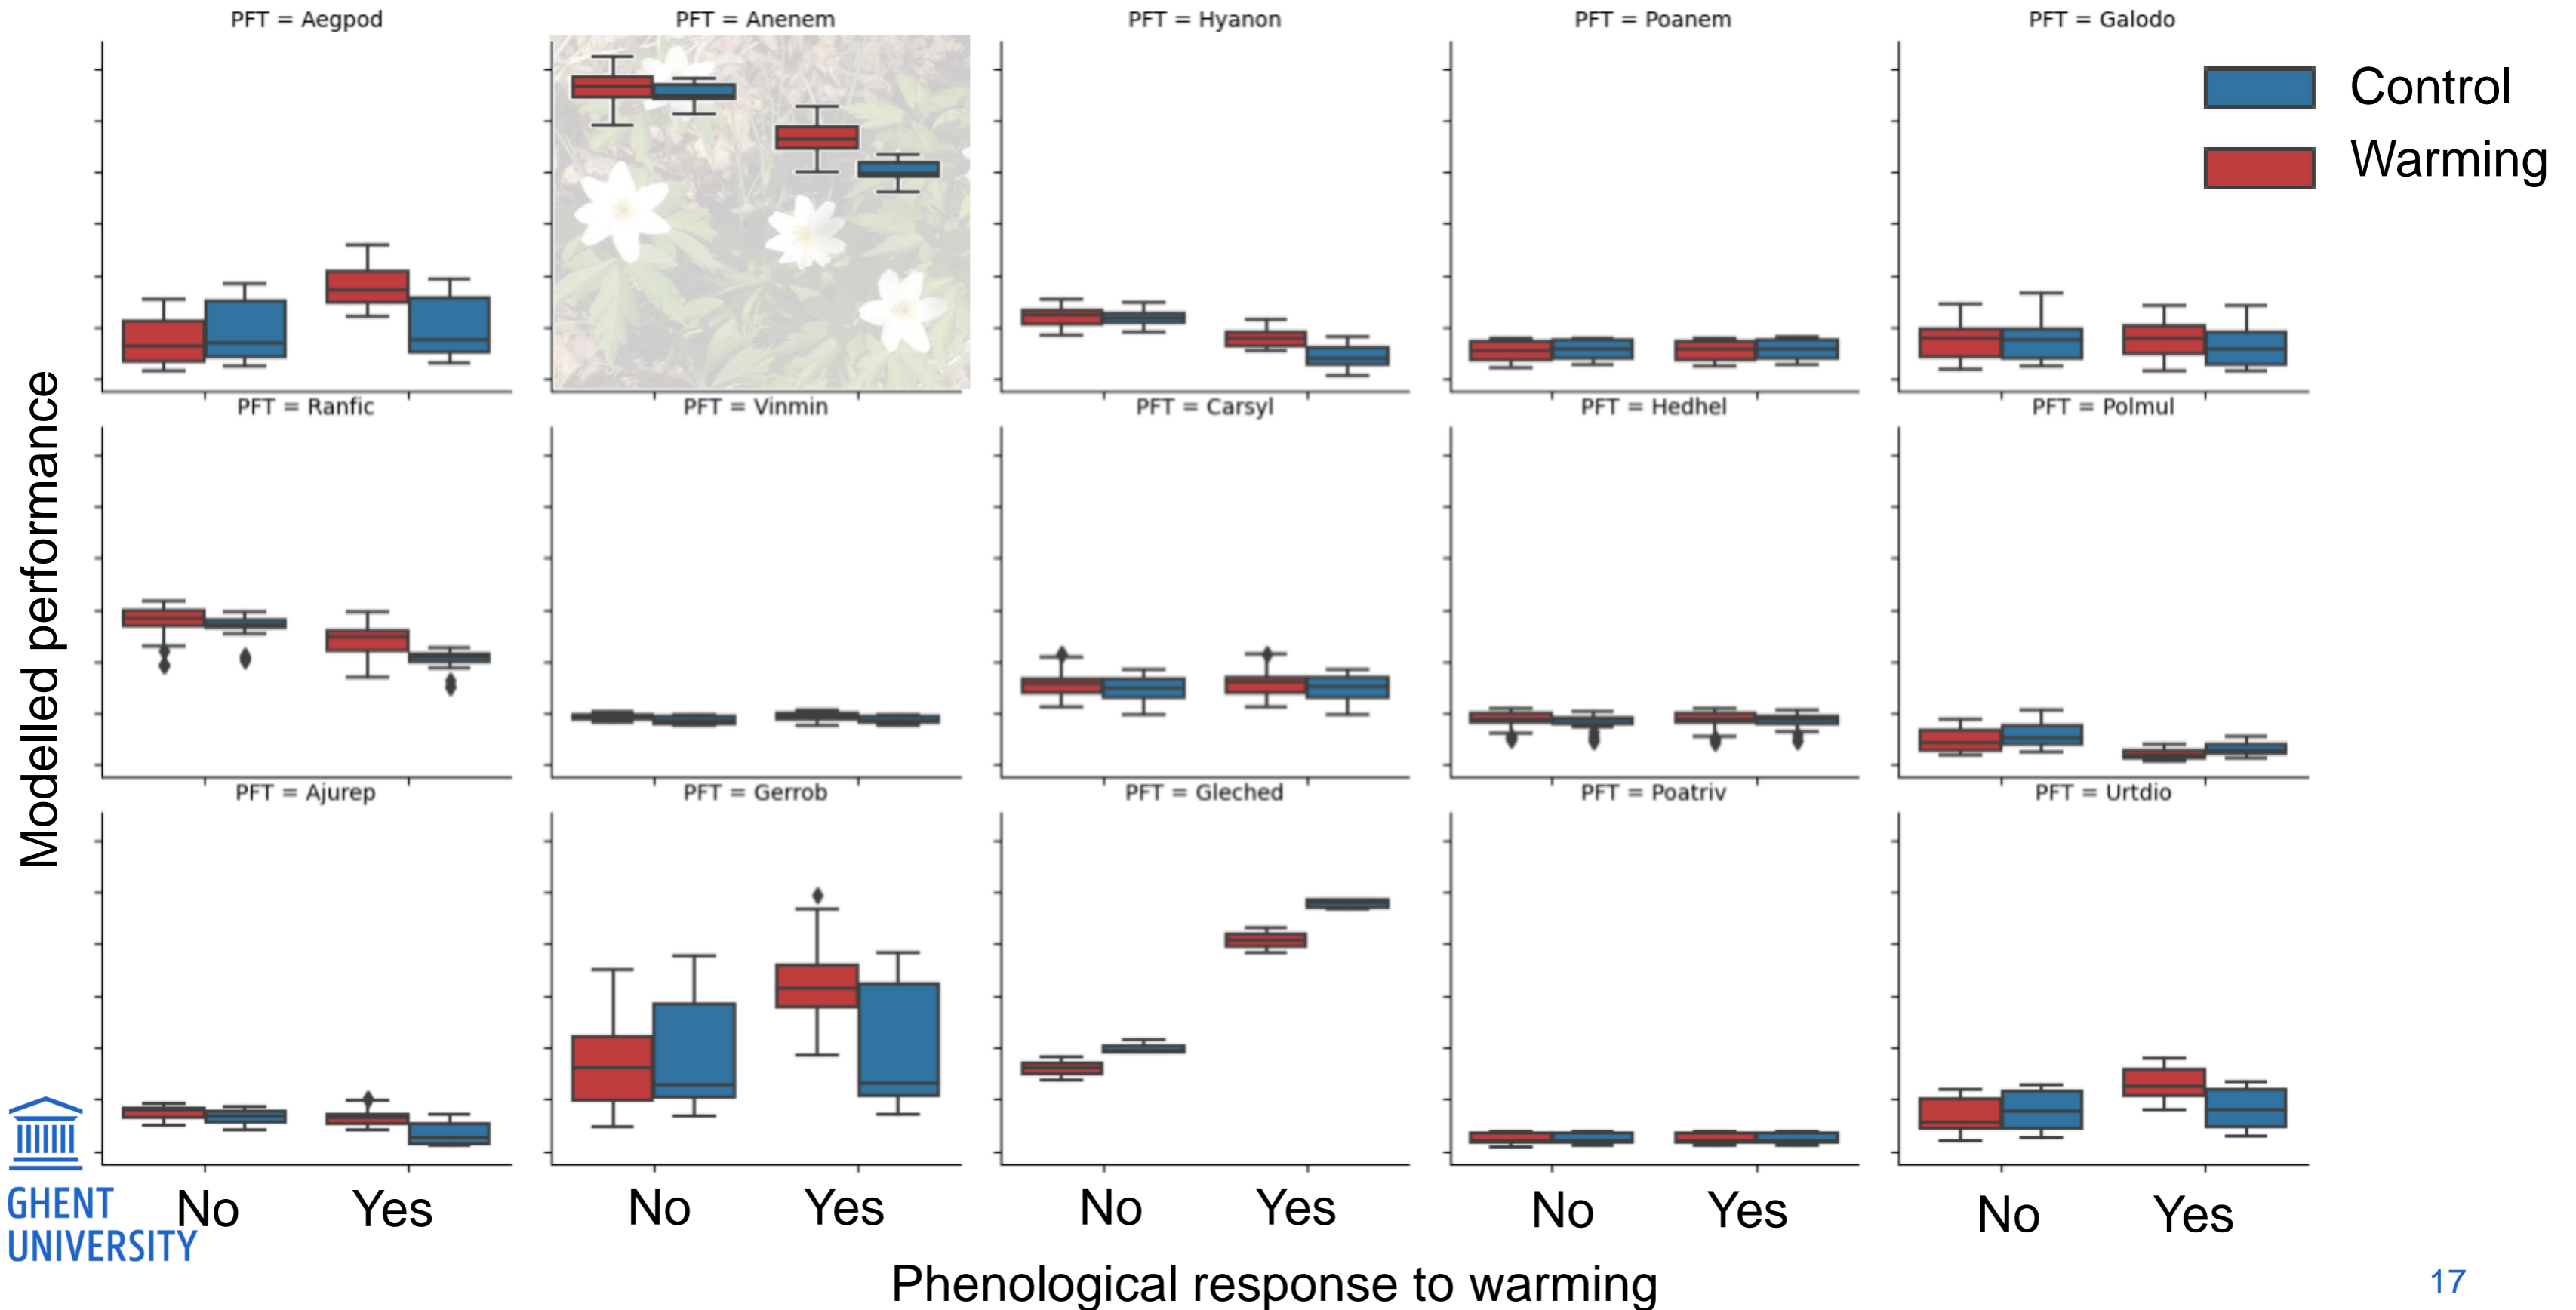 PFT = Aegpod
PFT = Anenem
PFT = Hyanon
PFT = Poanem
PFT = Galodo
Control
Warming
PFT = Ranfic
PFT = Vinmin
PFT = Carsyl
PFT = Hedhel
PFT = Polmul
Modelled performance
PFT = Ajurep
PFT = Gerrob
PFT = Gleched
PFT = Poatriv
PFT = Urtdio
No
Yes
No
Yes
No
Yes
No
Yes
No
Yes
GHENT
UNIVERSITY
Phenological response to warming
17